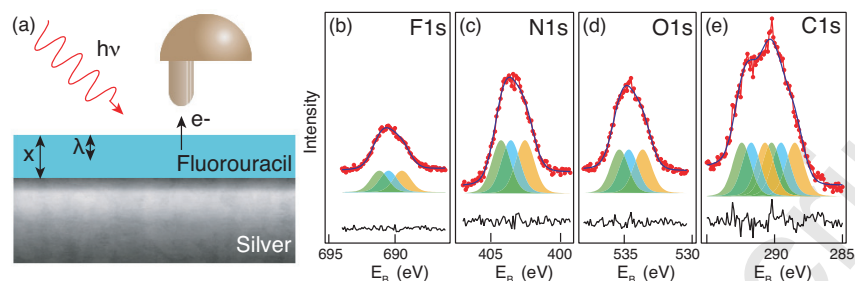 (a)
hν
e-
x
λ
Fluorouracil
Silver
Intensity
(b) F1s
695 690
E_B (eV)
(c) N1s
405 400
E_B (eV)
(d) O1s
535 530
E_B (eV)
(e) C1s
290 285
E_B (eV)